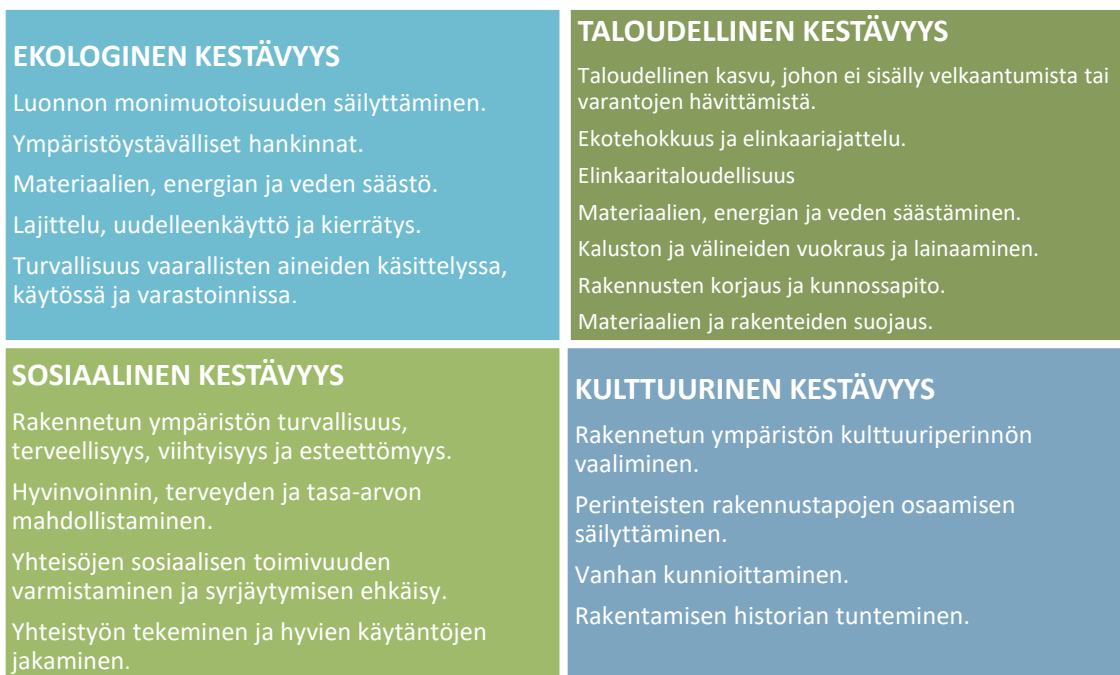 EKOLOGINEN KESTÄVYYS
Luonnon monimuotoisuuden säilyttäminen.
Ympäristöystävälliset hankinnat.
Materiaalien, energian ja veden säästö.
Lajittelu, uudelleenkäyttö ja kierrätys.
Turvallisuus vaarallisten aineiden käsittelyssa,
käytössä ja varastoinnissa.
TALOUDELLINEN KESTÄVYYS
Taloudellinen kasvu, johon ei sisälly velkaantumista tai
varantojen hävittämistä.
Ekotehokkuus ja elinkaariajattelu.
Elinkaaritaloudellisuus
Materiaalien, energian ja veden säästäminen.
Kaluston ja välineiden vuokraus ja lainaaminen.
Rakennusten korjaus ja kunnossapito.
Materiaalien ja rakenteiden suojaus.
SOSIAALINEN KESTÄVYYS
Rakennetun ympäristön turvallisuus,
terveellisyys, viihtyisyys ja esteettömyys.
Hyvinvoinnin, terveyden ja tasa-arvon
mahdollistaminen.
Yhteisöjen sosiaalisen toimivuuden
varmistaminen ja syrjäytymisen ehkäisy.
Yhteistyön tekeminen ja hyvien käytäntöjen
jakaminen.
KULTTUURINEN KESTÄVYYS
Rakennetun ympäristön kulttuuriperinnön
vaaliminen.
Perinteisten rakennustapojen osaamisen
säilyttäminen.
Vanhan kunnioittaminen.
Rakentamisen historian tunteminen.